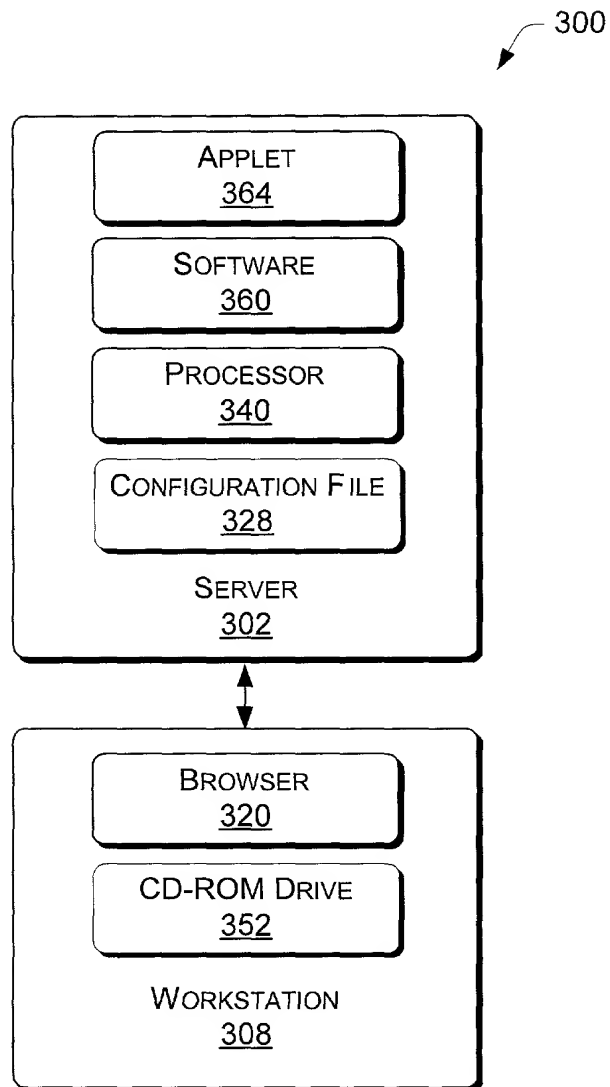 300
APPLET
364
SOFTWARE
360
PROCESSOR
340
CONFIGURATION FILE
328
SERVER
302
BROWSER
320
CD-ROM DRIVE
352
WORKSTATION
308